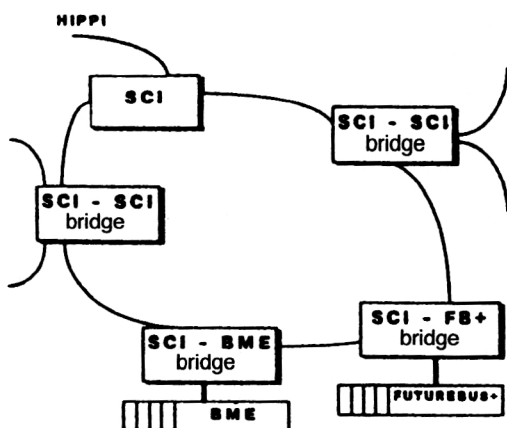 HIPPI
SCI
SCI - SCI
bridge
SCI - SCI
bridge
SCI - FB+
bridge
SCI - BME
bridge
FUTUREBUS+
BME